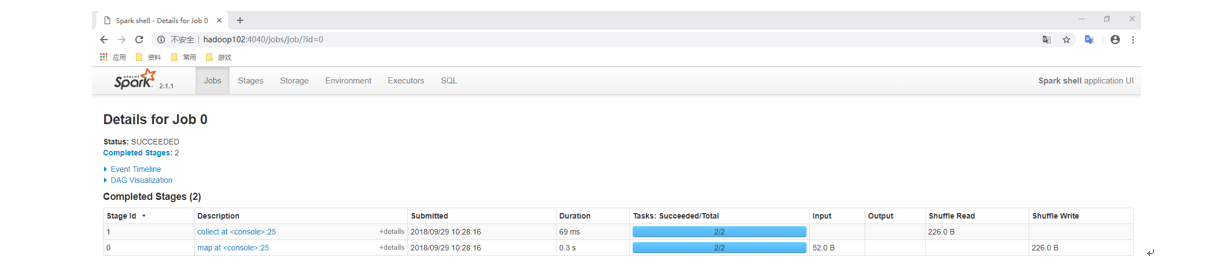 Spark shell - Details for Job 0
不安全 | hadoop102:4040/jobs/job/?id=0
应用 资料 常用 游戏
APACHE Spark 2.1.1 Jobs Stages Storage Environment Executors SQL Spark shell application UI
Details for Job 0
Status: SUCCEEDED
Completed Stages: 2
Event Timeline
DAG Visualization
Completed Stages (2)
Stage Id Description Submitted Duration Tasks: Succeeded/Total Input Output Shuffle Read Shuffle Write
1 collect at <console>:25 +details 2018/09/29 10:28:16 69 ms 2/2 226.0 B
0 map at <console>:25 +details 2018/09/29 10:28:16 0.3 s 2/2 52.0 B 226.0 B